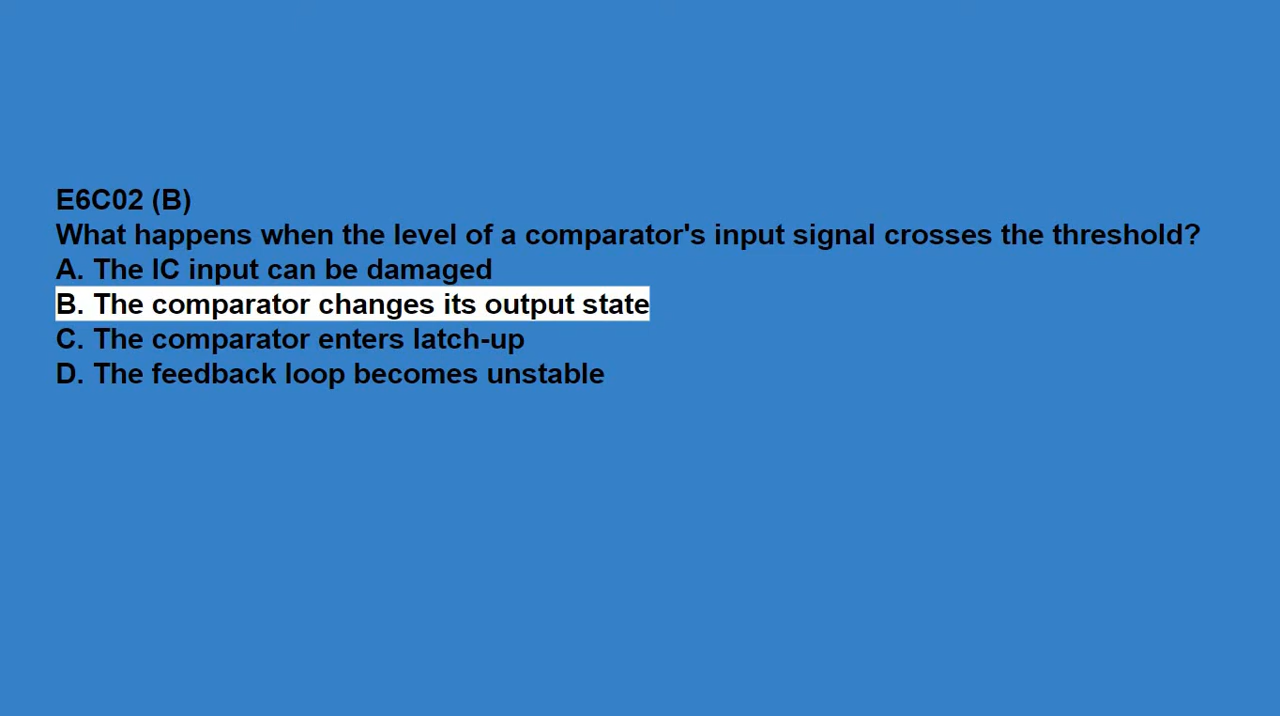 E6C02 (B)
What happens when the level of a comparator's input signal crosses the threshold?
A. The IC input can be damaged
B. The comparator changes its output state
C. The comparator enters latch-up
D. The feedback loop becomes unstable